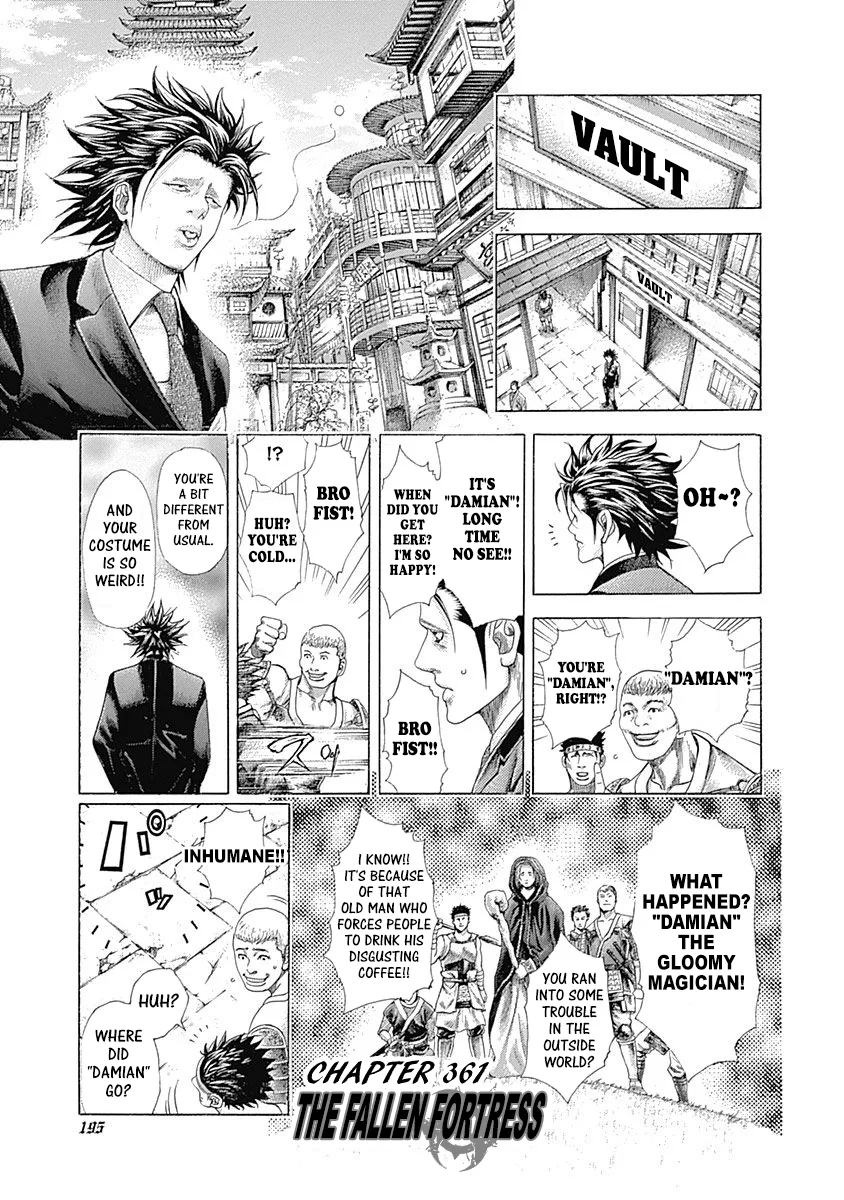 VAULT
VAULT
OH~?
"DAMIAN"?
YOU'RE
"DAMIAN",
RIGHT!?
IT'S
"DAMIAN"!
LONG
TIME
NO SEE!!
WHEN
DID YOU
GET
HERE?
I'M SO
HAPPY!
BRO
FIST!!
BRO
FIST!
!?
HUH?
YOU'RE
COLD...
ス
YOU'RE
A BIT
DIFFERENT
FROM
USUAL.
AND
YOUR
COSTUME
IS SO
WEIRD!!
WHAT
HAPPENED?
"DAMIAN"
THE
GLOOMY
MAGICIAN!
YOU RAN
INTO SOME
TROUBLE
IN THE
OUTSIDE
WORLD?
I KNOW!!
IT'S BECAUSE
OF THAT
OLD MAN WHO
FORCES PEOPLE
TO DRINK HIS
DISGUSTING
COFFEE!!
INHUMANE!!
HUH?
WHERE
DID
"DAMIAN"
GO?
CHAPTER 361
THE FALLEN FORTRESS
195